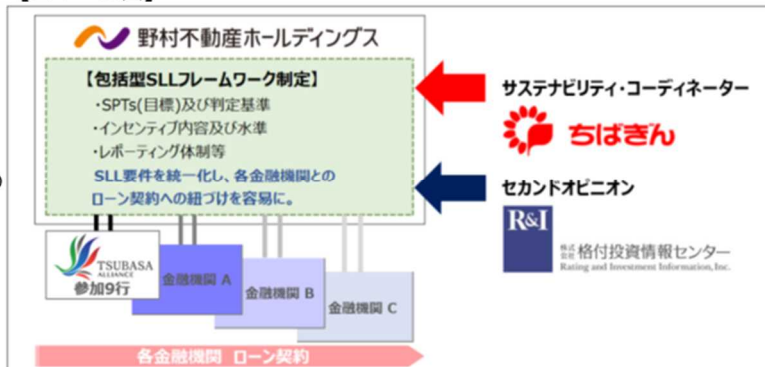 野村不動産ホールディングス
【包括型SLLフレームワーク制定】
・SPTs(目標)及び判定基準
・インセンティブ内容及び水準
・レポーティング体制等
SLL要件を統一化し、各金融機関との
ローン契約への紐づけを容易に。
サステナビリティ・コーディネーター
ちばぎん
セカンドオピニオン
R&I
株式会社 格付投資情報センター
Rating and Investment Information, Inc.
TSUBASA
ALLIANCE
参加9行
金融機関 A
金融機関 B
金融機関 C
各金融機関 ローン契約